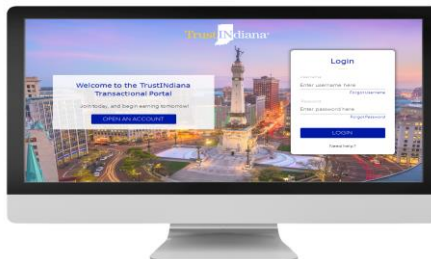 TrustINdiana
Welcome to the TrustINdiana
Transactional Portal
Join today, and begin earning tomorrow!
OPEN AN ACCOUNT
Login
Username
Enter username here
Forgot Username
Password
Enter password here
Forgot Password
LOGIN
Need help?